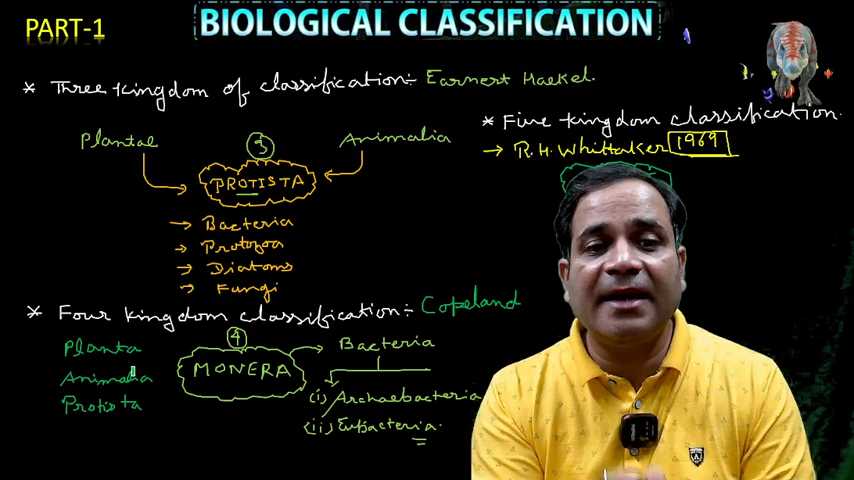 PART-1
BIOLOGICAL CLASSIFICATION
* Three kingdom of classification:- Earnert Haekel.
Plantae
3
Animalia
PROTISTA
→ Bacteria
→ Protozoa
→ Diatoms
→ Fungi
* Five kingdom classification.
→ R.H. Whittaker 1969
* Four kingdom classification:- Copeland
4
Planta
Animalia
Protista
MONERA
Bacteria
(i) Archaebacteria
(ii) Eubacteria.